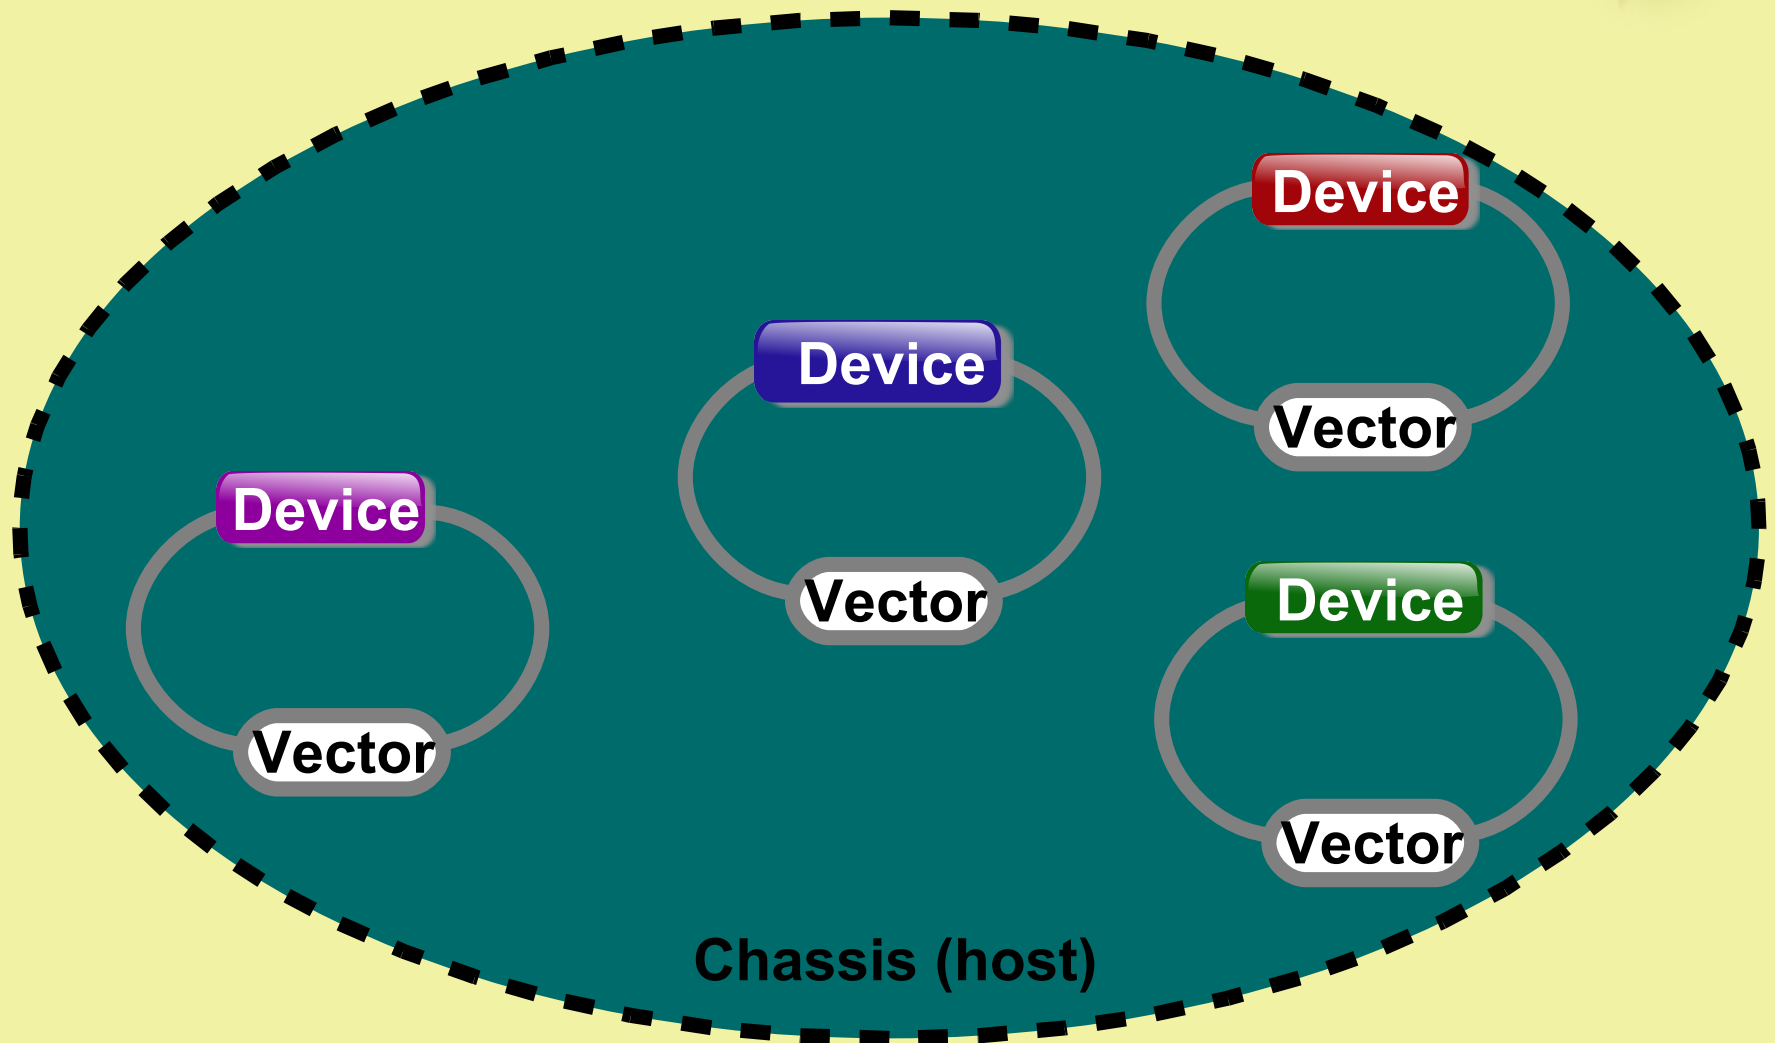 Device
Vector
Device
Vector
Device
Vector
Device
Vector
Chassis (host)